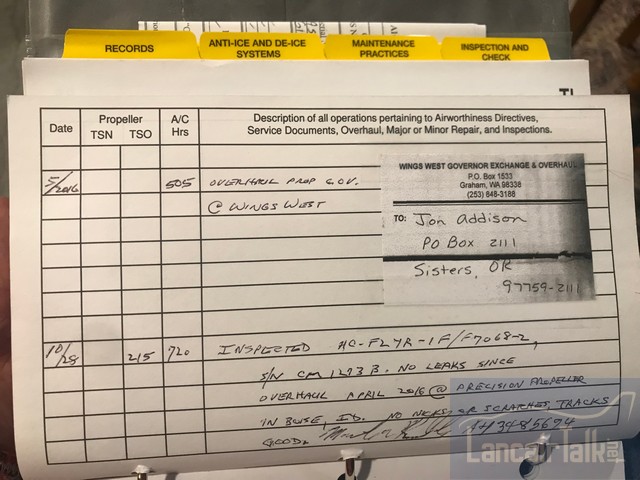 RECORDS
ANTI-ICE AND DE-ICE
SYSTEMS
MAINTENANCE
PRACTICES
INSPECTION AND
CHECK
Date
Propeller
TSN TSO
A/C
Hrs
Description of all operations pertaining to Airworthiness Directives,
Service Documents, Overhaul, Major or Minor Repair, and Inspections.
5/2016 505 OVERHAUL PROP GOV.
@ WINGS WEST
WINGS WEST GOVERNOR EXCHANGE & OVERHAUL
P.O. Box 1533
Graham, WA 98338
(253) 848-3188
TO: Jon Addison
PO Box 2111
Sisters, OR
97759-2111
10/28 215 720 INSPECTED HC-F2YR-1F/F7068-2,
S/N CM 1273 B. NO LEAKS SINCE
OVERHAUL APRIL 2016 @ PRECISION PROPELLER
IN BOISE, ID. NO NICKS OR SCRATCHES, TRACKS
GOOD. 3485694
LancairTalk.net